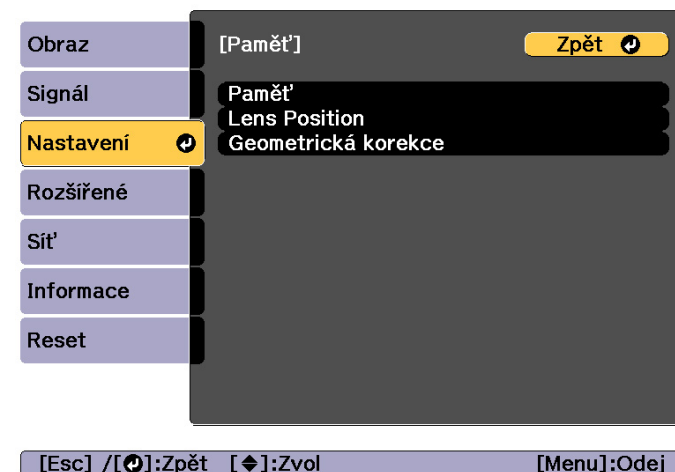 Obraz
Signál
Nastavení
Rozšířené
Síť
Informace
Reset
[Paměť]
Zpět
Paměť
Lens Position
Geometrická korekce
[Esc] /[]:Zpět [◆]:Zvol [Menu]:Odej